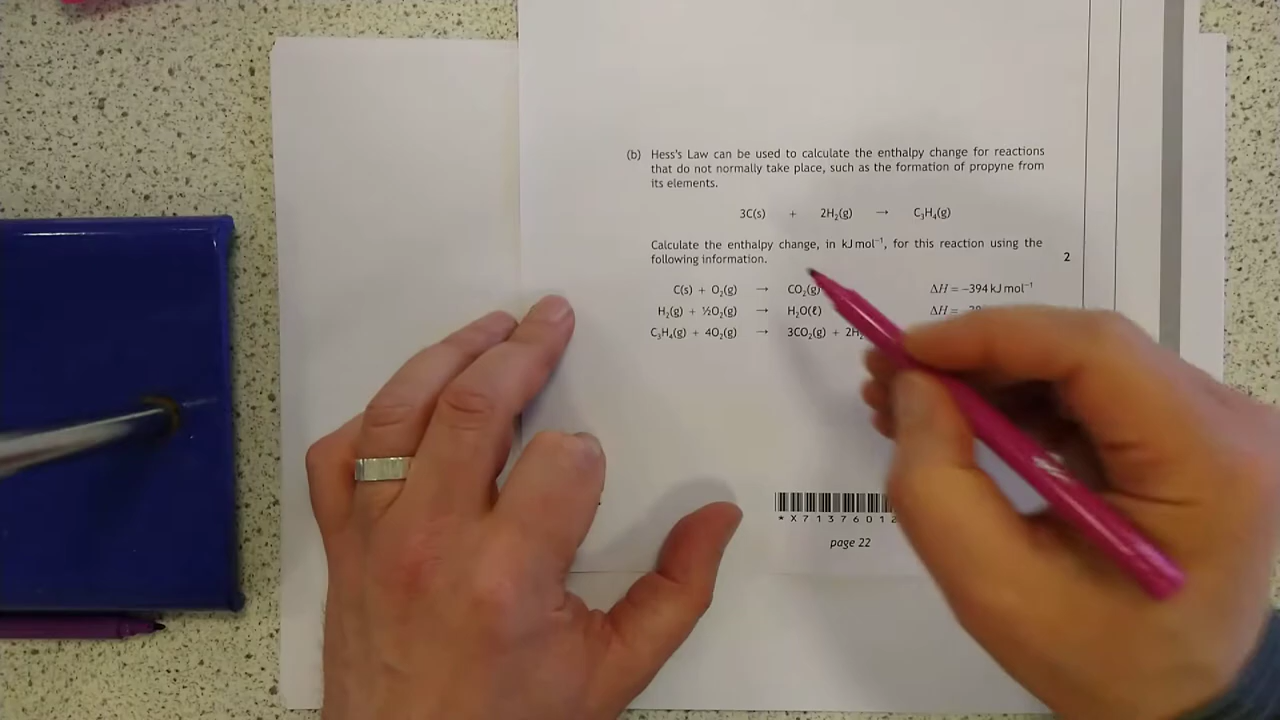 (b) Hess's Law can be used to calculate the enthalpy change for reactions
that do not normally take place, such as the formation of propyne from
its elements.
3C(s) + 2H₂(g) → C₃H₄(g)
Calculate the enthalpy change, in kJ mol⁻¹, for this reaction using the
following information.
2
C(s) + O₂(g) → CO₂(g) ΔH = −394 kJ mol⁻¹
H₂(g) + ½O₂(g) → H₂O(ℓ) ΔH =
C₃H₄(g) + 4O₂(g) → 3CO₂(g) +
page 22